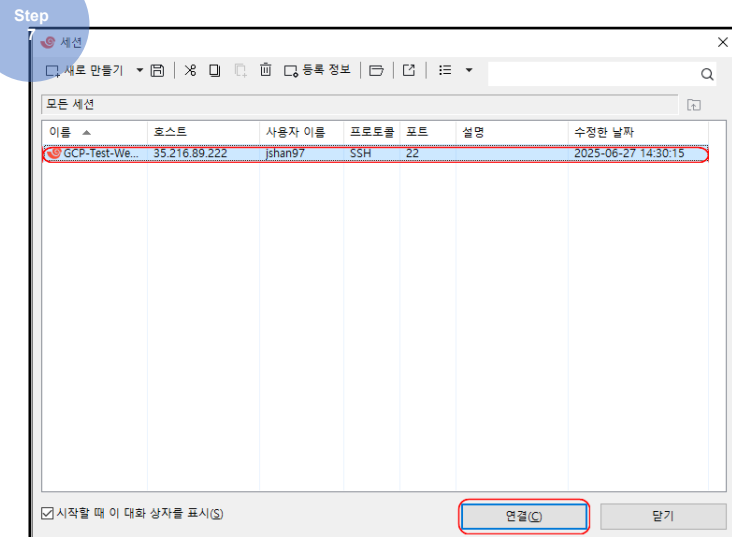 Step
7
세션
새로 만들기 등록 정보
모든 세션
이름 호스트 사용자 이름 프로토콜 포트 설명 수정한 날짜
GCP-Test-We... 35.216.89.222 jshan97 SSH 22 2025-06-27 14:30:15
시작할 때 이 대화 상자를 표시(S) 연결(C) 닫기